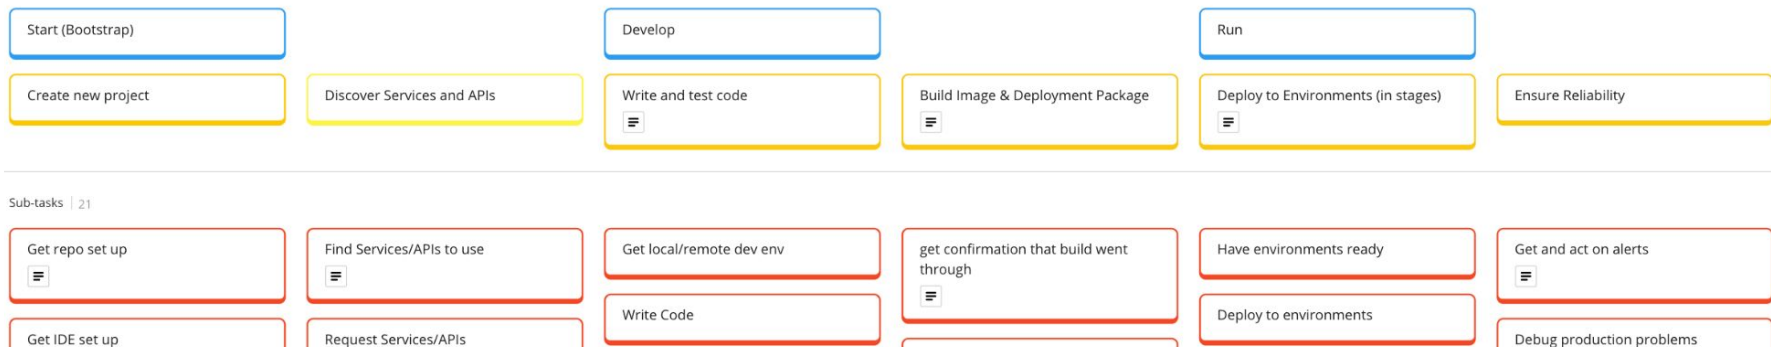 Start (Bootstrap)
Develop
Run
Create new project
Discover Services and APIs
Write and test code
Build Image & Deployment Package
Deploy to Environments (in stages)
Ensure Reliability
Sub-tasks 21
Get repo set up
Find Services/APIs to use
Get local/remote dev env
get confirmation that build went
through
Have environments ready
Get and act on alerts
Write Code
Deploy to environments
Get IDE set up
Request Services/APIs
Debug production problems